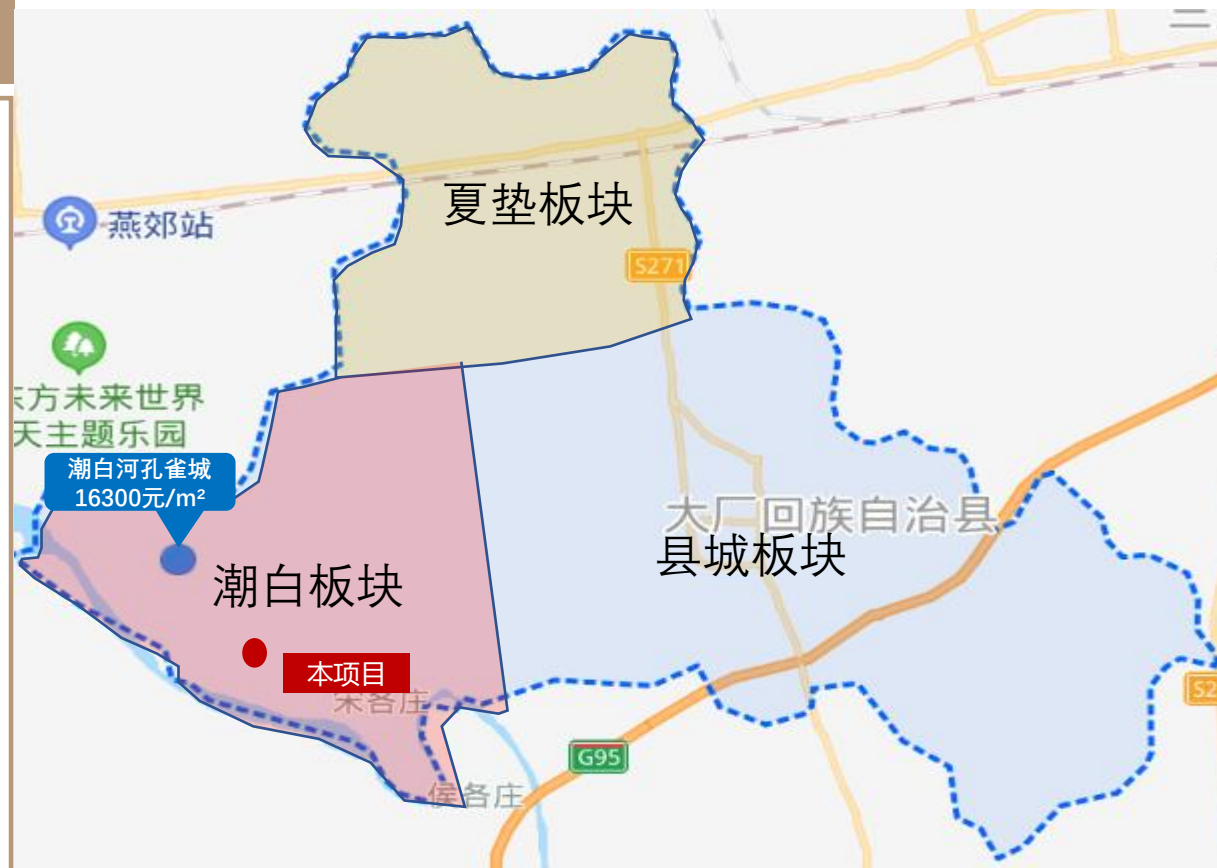 夏垫板块
燕郊站
S271
东方未来世界
天主题乐园
潮白河孔雀城
16300元/m²
大厂回族自治县
县城板块
潮白板块
本项目
宋各庄
S2
G95
侯各庄